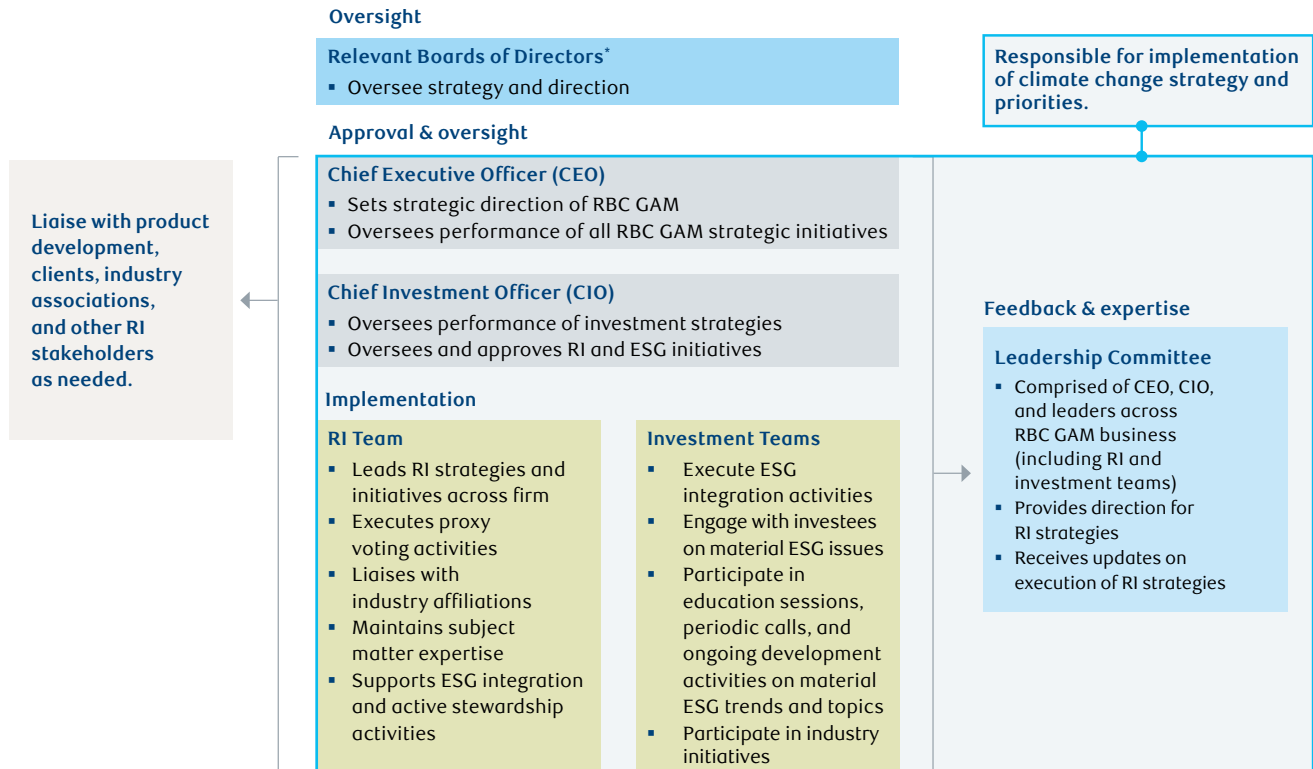 Oversight
Relevant Boards of Directors*
▪ Oversee strategy and direction
Responsible for implementation
of climate change strategy and
priorities.
Approval & oversight
Liaise with product
development,
clients, industry
associations,
and other RI
stakeholders
as needed.
Chief Executive Officer (CEO)
▪ Sets strategic direction of RBC GAM
▪ Oversees performance of all RBC GAM strategic initiatives
Chief Investment Officer (CIO)
▪ Oversees performance of investment strategies
▪ Oversees and approves RI and ESG initiatives
Implementation
RI Team
▪ Leads RI strategies and
initiatives across firm
▪ Executes proxy
voting activities
▪ Liaises with
industry affiliations
▪ Maintains subject
matter expertise
▪ Supports ESG integration
and active stewardship
activities
Investment Teams
▪ Execute ESG
integration activities
▪ Engage with investees
on material ESG issues
▪ Participate in
education sessions,
periodic calls, and
ongoing development
activities on material
ESG trends and topics
▪ Participate in industry
initiatives
Feedback & expertise
Leadership Committee
▪ Comprised of CEO, CIO,
and leaders across
RBC GAM business
(including RI and
investment teams)
▪ Provides direction for
RI strategies
▪ Receives updates on
execution of RI strategies